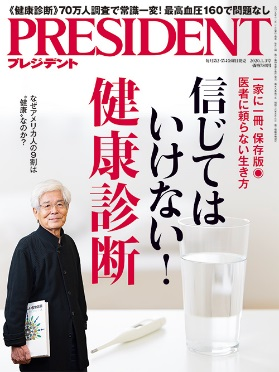 《健康診断》70万人調査で常識一変！最高血圧160で問題なし
PRESIDENT
プレジデント
一家に一冊、保存版●
医者に頼らない生き方
信じては
いけない！
健康診断
なぜアメリカ人の9割は
"健康"なのか？